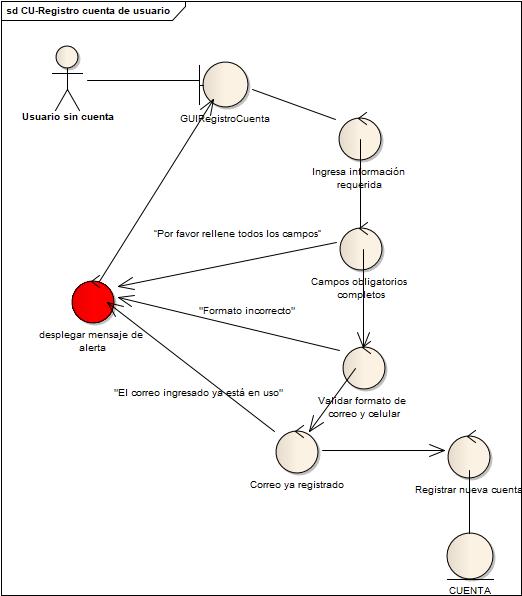 sd CU-Registro cuenta de usuario
Usuario sin cuenta
GUIRegistroCuenta
Ingresa información
requerida
"Por favor rellene todos los campos"
Campos obligatorios
completos
"Formato incorrecto"
desplegar mensaje de
alerta
"El correo ingresado ya está en uso"
Validar formato de
correo y celular
Correo ya registrado
Registrar nueva cuenta
CUENTA